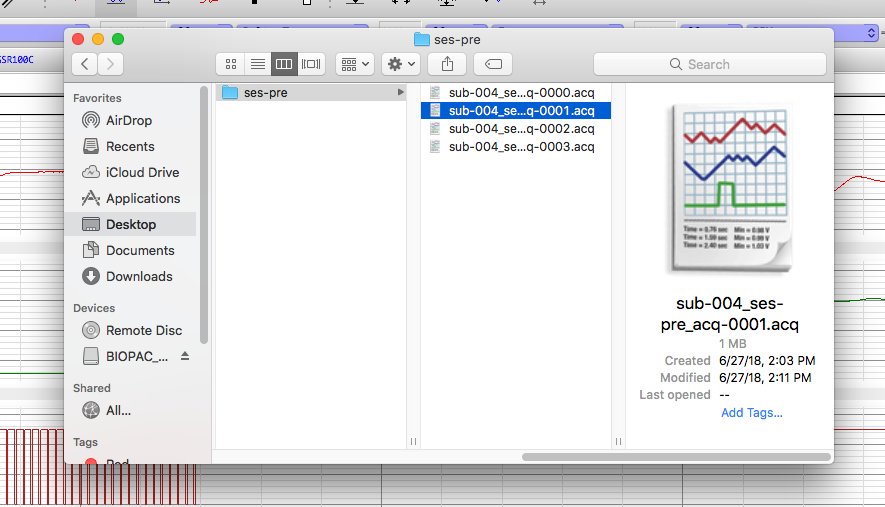 ses-pre
GSR100C
Search
Favorites
AirDrop
Recents
iCloud Drive
Applications
Desktop
Documents
Downloads
Devices
Remote Disc
BIOPAC_...
Shared
All...
Tags
Red
ses-pre
sub-004_se...q-0000.acq
sub-004_se...q-0001.acq
sub-004_se...q-0002.acq
sub-004_se...q-0003.acq
Time = 0.76 sec Min = 0.98 V
Time = 1.50 sec Min = 0.99 V
Time = 2.40 sec Min = 1.03 V
sub-004_ses-
pre_acq-0001.acq
1 MB
Created 6/27/18, 2:03 PM
Modified 6/27/18, 2:11 PM
Last opened --
Add Tags...